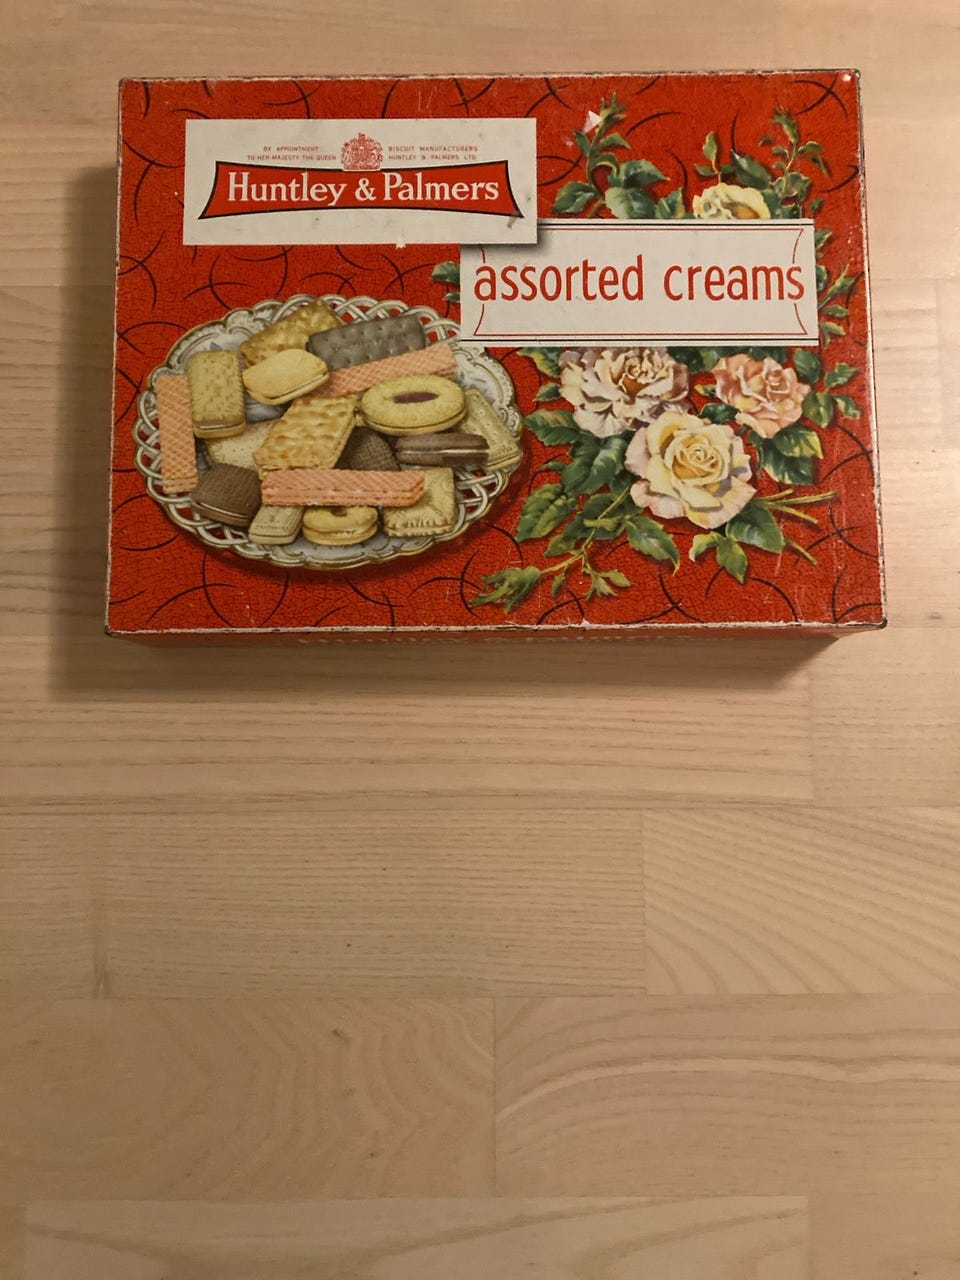 BY APPOINTMENT
TO HER MAJESTY THE QUEEN
BISCUIT MANUFACTURERS
HUNTLEY & PALMERS LTD.
Huntley & Palmers
assorted creams